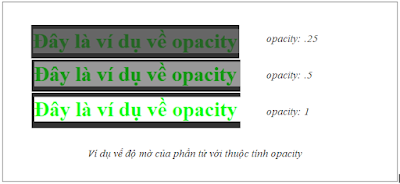 Đây là ví dụ về opacity opacity: .25
Đây là ví dụ về opacity opacity: .5
Đây là ví dụ về opacity opacity: 1
Ví dụ về độ mờ của phần tử với thuộc tính opacity